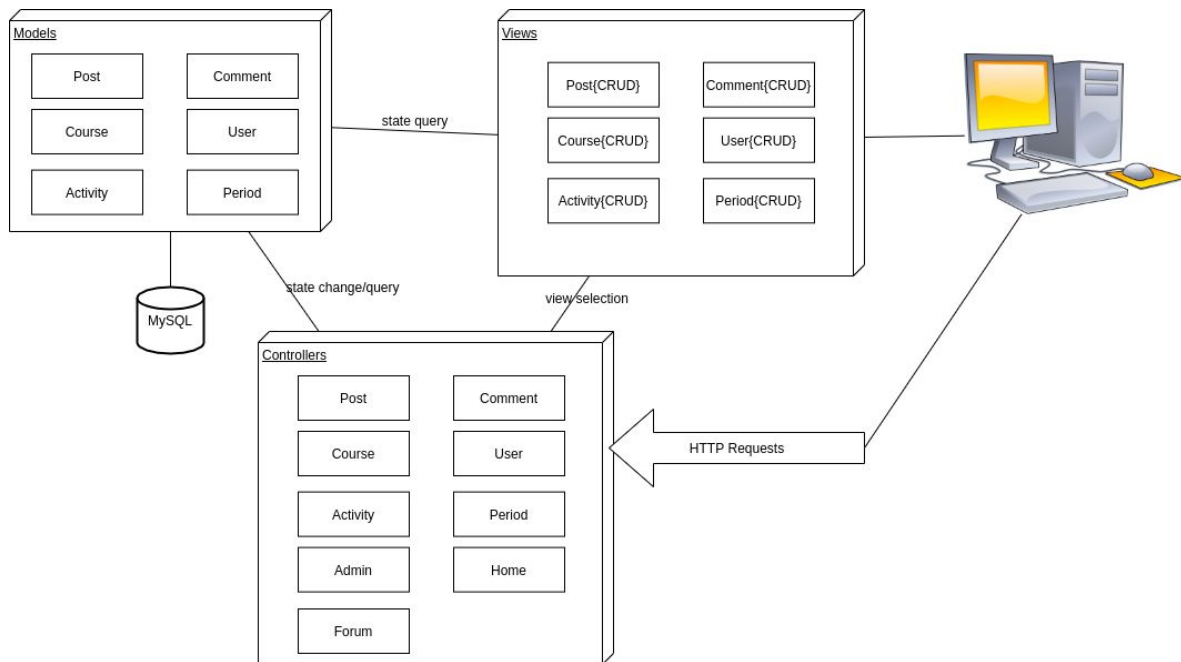 Models
Post
Comment
Course
User
Activity
Period
MySQL
state query
Views
Post{CRUD}
Comment{CRUD}
Course{CRUD}
User{CRUD}
Activity{CRUD}
Period{CRUD}
state change/query
view selection
Controllers
Post
Comment
Course
User
Activity
Period
Admin
Home
Forum
HTTP Requests